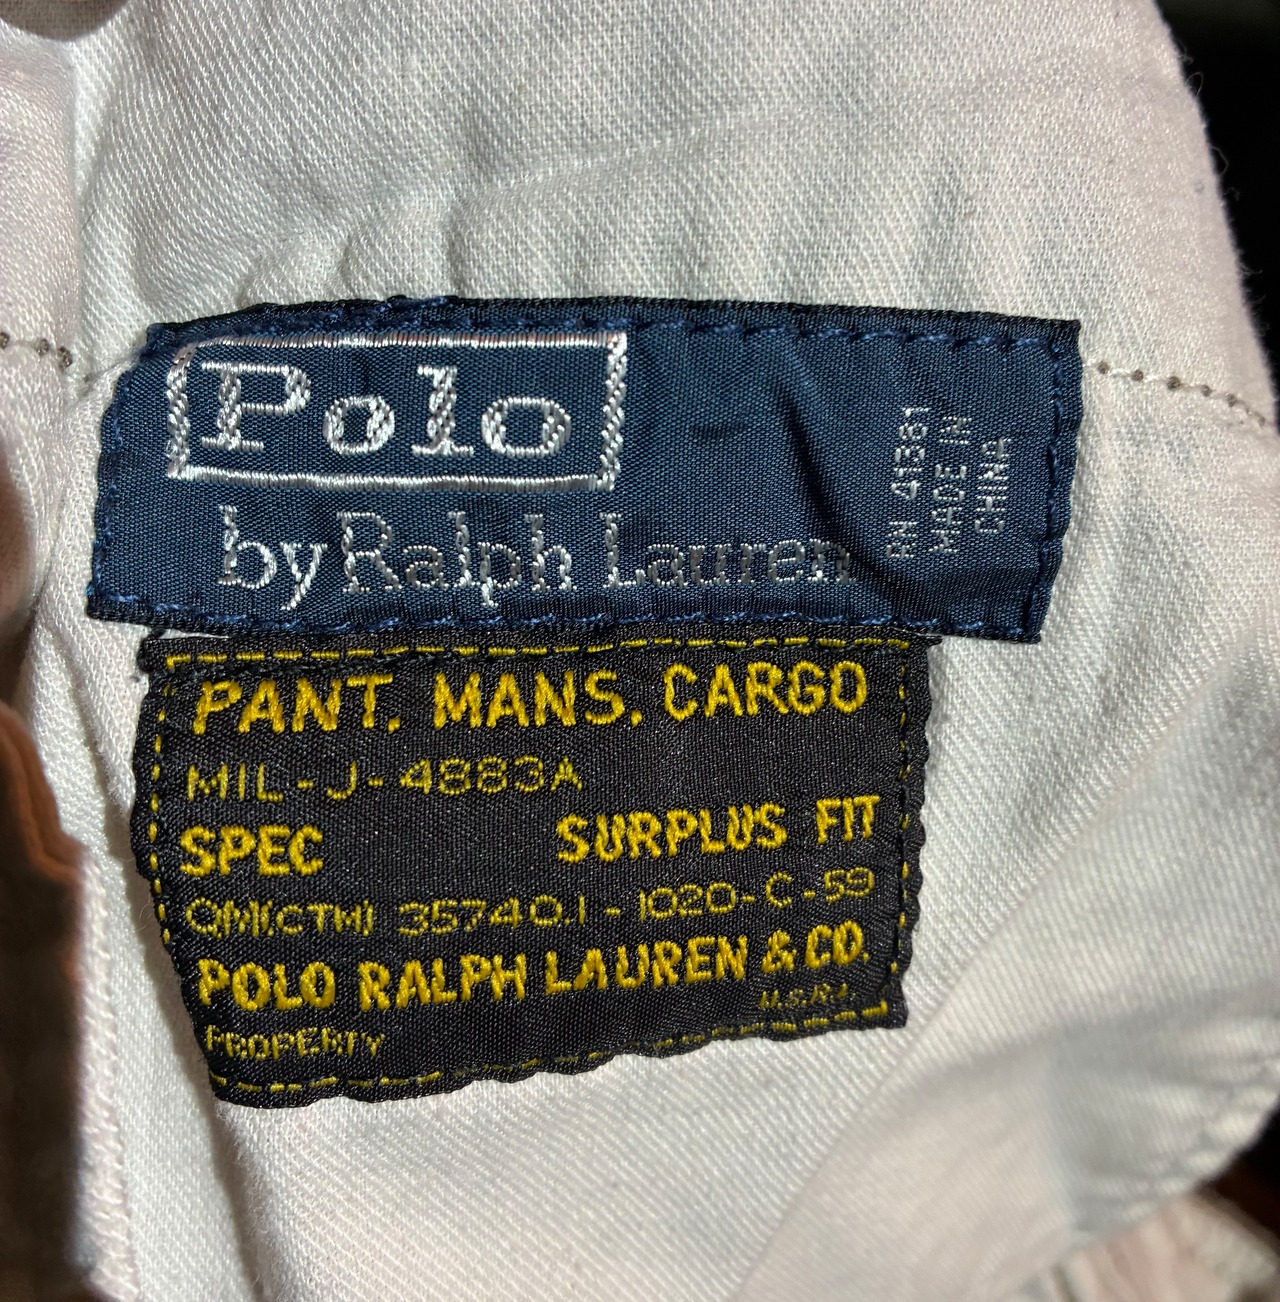 Polo
by Ralph Lauren
RN 41381
MADE IN
CHINA
PANT, MANS, CARGO
MIL-J-4883A
SPEC SURPLUS FIT
QM(CTM) 35740.1-1020-C-59
POLO RALPH LAUREN & CO.
PROPERTY